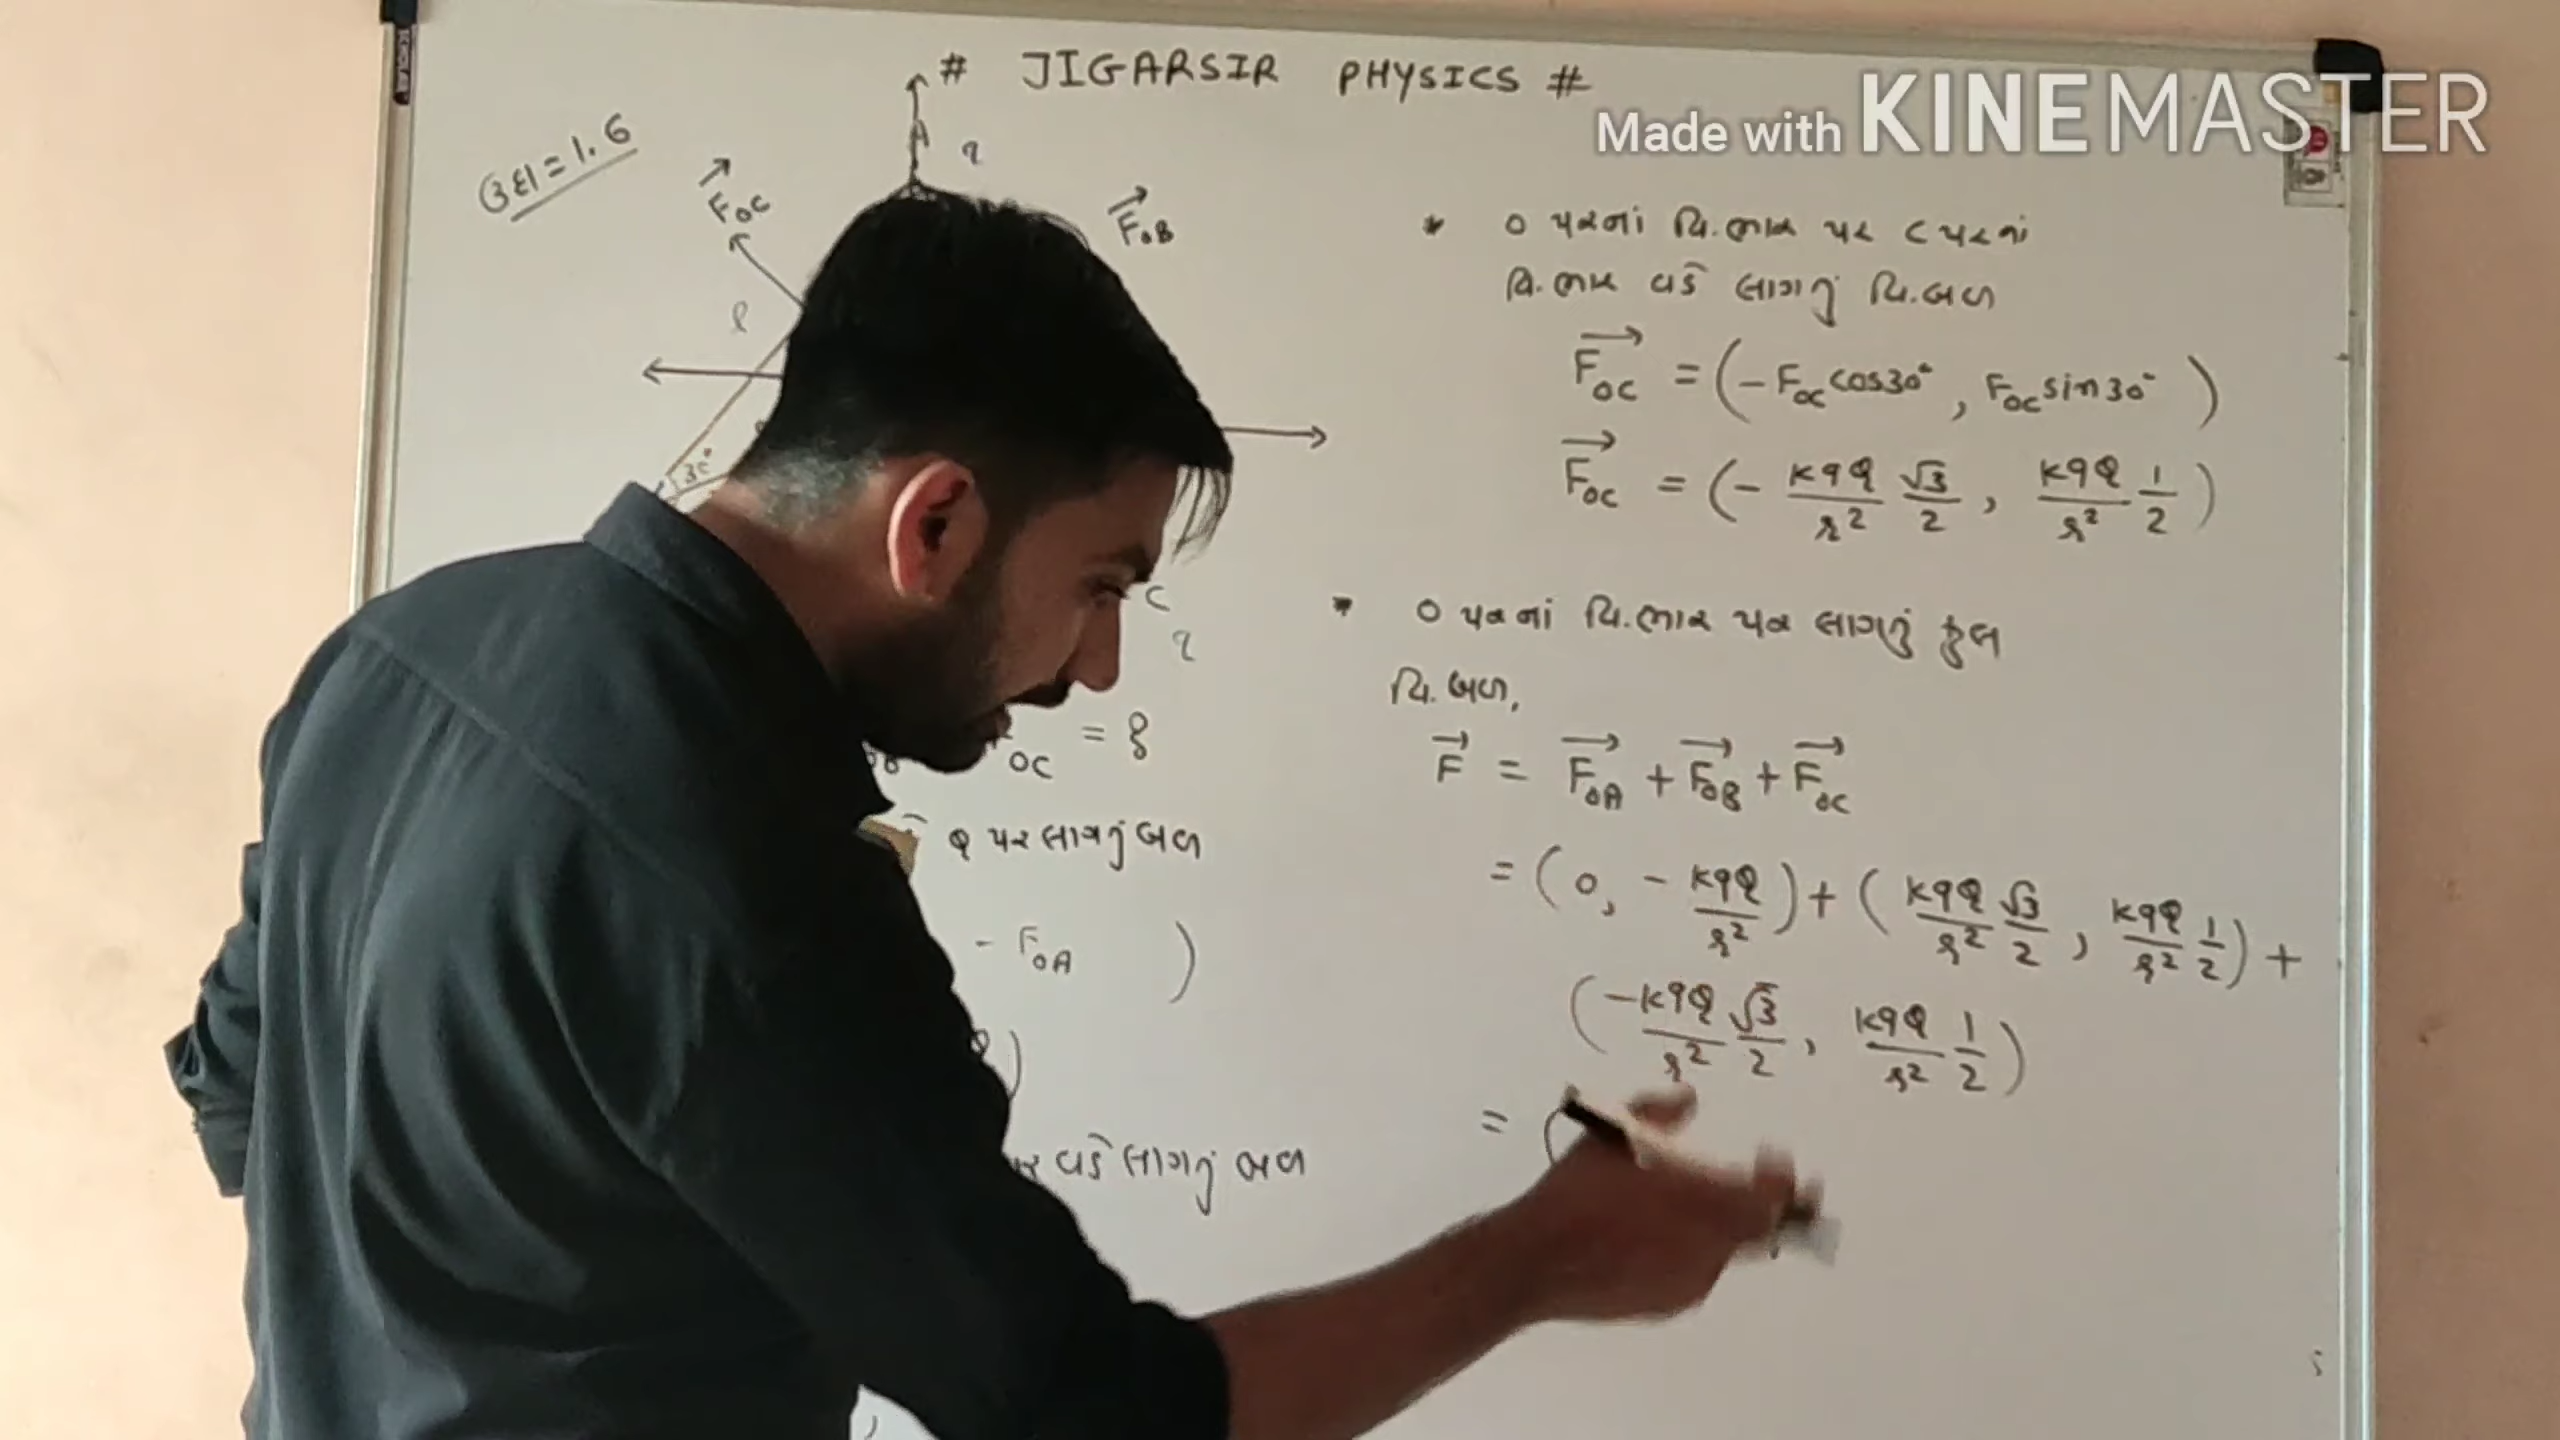 # JIGARSIR PHYSICS #
Made with KINEMASTER
ઉદા = 1.6
A q
F⃗OC
F⃗OB
l
30°
C
q
OC = r
Q પર લાગતું બળ
- FOA )
વડે લાગતું બળ
* O પરનાં વિ.ભાર પર C પરનાં
વિ.ભાર વડે લાગતું વિ.બળ
F⃗OC = (-FOC cos30°, FOC sin30°)
F⃗OC = (- kqQ/r² √3/2, kqQ/r² 1/2)
* O પરનાં વિ.ભાર પર લાગતું કુલ
વિ.બળ,
F⃗ = F⃗OA + F⃗OB + F⃗OC
= (0, - kqQ/r²) + (kqQ/r² √3/2, kqQ/r² 1/2) +
(-kqQ/r² √3/2, kqQ/r² 1/2)
= (